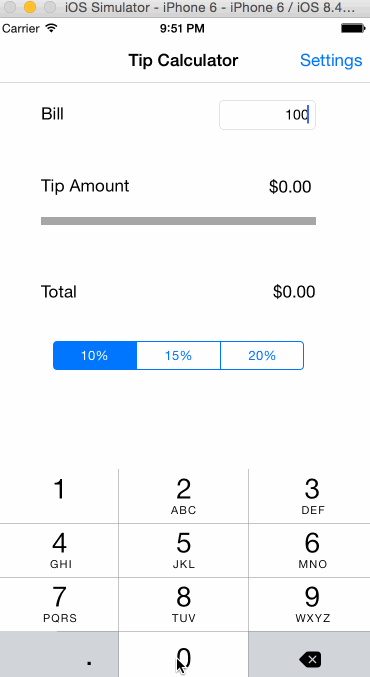 iOS Simulator - iPhone 6 - iPhone 6 / iOS 8.4...
Carrier 9:51 PM
Tip Calculator Settings
Bill 100
Tip Amount $0.00
Total $0.00
10% 15% 20%
1 2 3
ABC DEF
4 5 6
GHI JKL MNO
7 8 9
PQRS TUV WXYZ
. 0